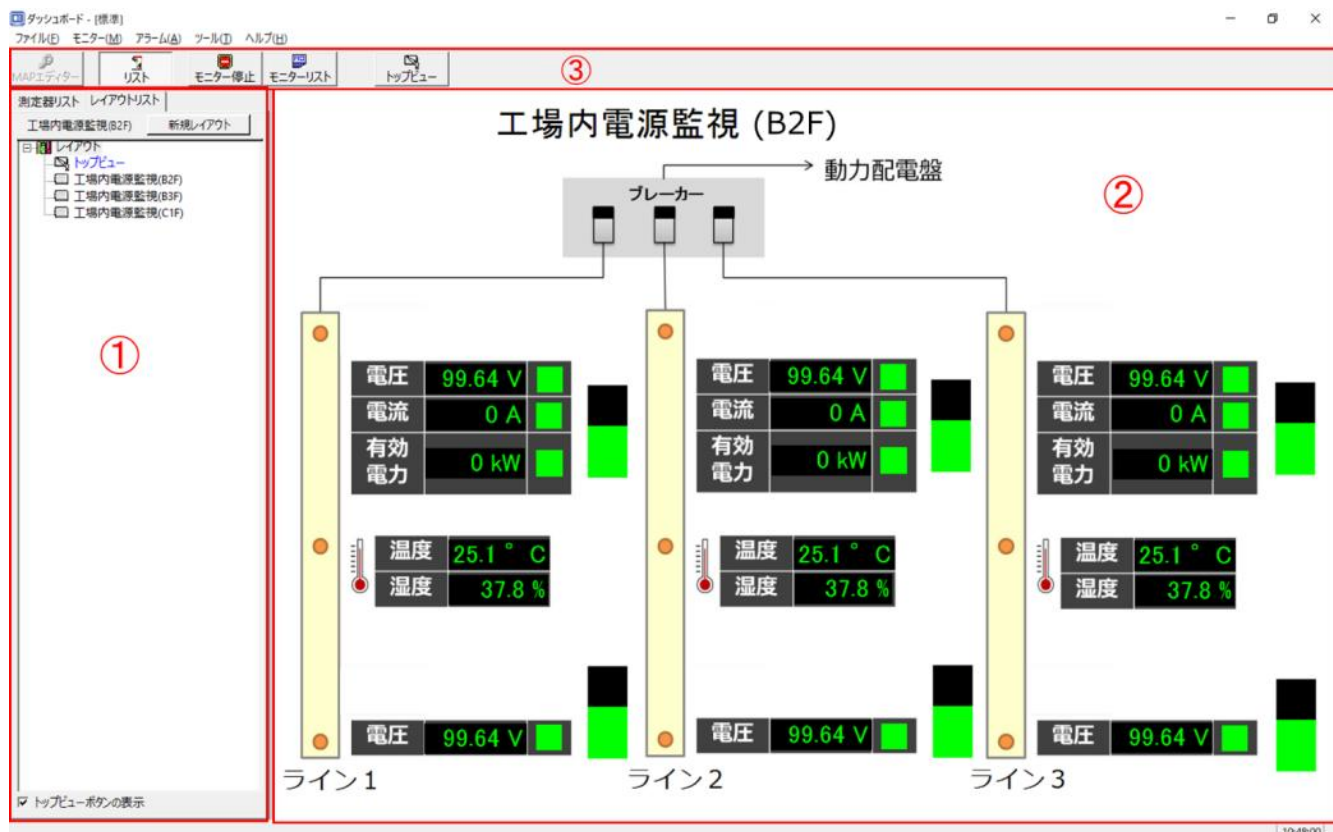 ダッシュボード - [標準]
ファイル(F) モニター(M) アラーム(A) ツール(T) ヘルプ(H)
MAPエディター リスト モニター停止 モニターリスト トップビュー ③
測定器リスト レイアウトリスト
工場内電源監視(B2F) 新規レイアウト
レイアウト
トップビュー
工場内電源監視(B2F)
工場内電源監視(B3F)
工場内電源監視(C1F)
①
トップビューボタンの表示
工場内電源監視 (B2F)
動力配電盤
②
ブレーカー
電圧 99.64 V
電流 0 A
有効
電力 0 kW
温度 25.1 ° C
湿度 37.8 %
電圧 99.64 V
ライン1
電圧 99.64 V
電流 0 A
有効
電力 0 kW
温度 25.1 ° C
湿度 37.8 %
電圧 99.64 V
ライン2
電圧 99.64 V
電流 0 A
有効
電力 0 kW
温度 25.1 ° C
湿度 37.8 %
電圧 99.64 V
ライン3